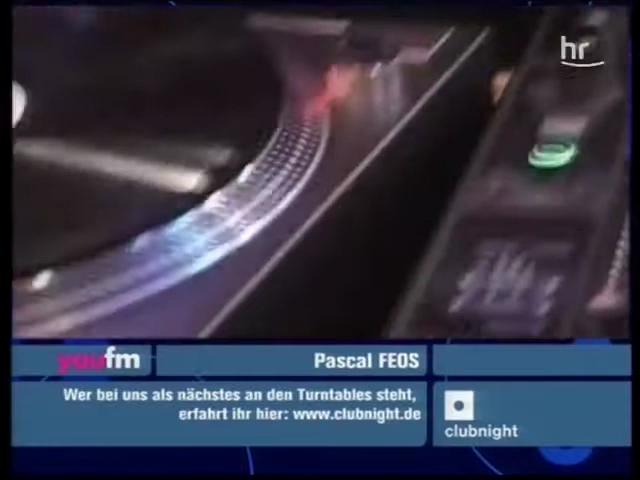 hr
youfm
Pascal FEOS
Wer bei uns als nächstes an den Turntables steht,
erfahrt ihr hier: www.clubnight.de
clubnight